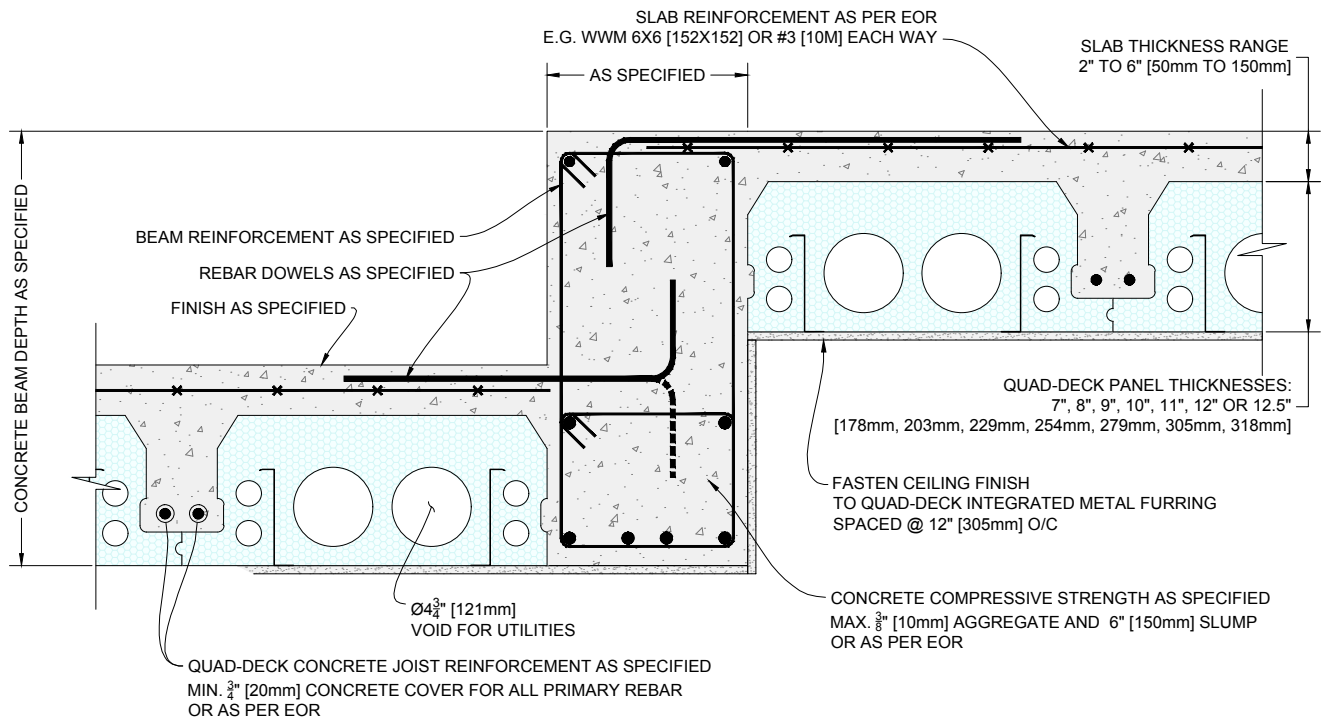 SLAB REINFORCEMENT AS PER EOR
E.G. WWM 6X6 [152X152] OR #3 [10M] EACH WAY
SLAB THICKNESS RANGE
2" TO 6" [50mm TO 150mm]
AS SPECIFIED
CONCRETE BEAM DEPTH AS SPECIFIED
BEAM REINFORCEMENT AS SPECIFIED
REBAR DOWELS AS SPECIFIED
FINISH AS SPECIFIED
QUAD-DECK PANEL THICKNESSES:
7", 8", 9", 10", 11", 12" OR 12.5"
[178mm, 203mm, 229mm, 254mm, 279mm, 305mm, 318mm]
FASTEN CEILING FINISH
TO QUAD-DECK INTEGRATED METAL FURRING
SPACED @ 12" [305mm] O/C
Ø4¾" [121mm]
VOID FOR UTILITIES
CONCRETE COMPRESSIVE STRENGTH AS SPECIFIED
MAX. ⅜" [10mm] AGGREGATE AND 6" [150mm] SLUMP
OR AS PER EOR
QUAD-DECK CONCRETE JOIST REINFORCEMENT AS SPECIFIED
MIN. ¾" [20mm] CONCRETE COVER FOR ALL PRIMARY REBAR
OR AS PER EOR